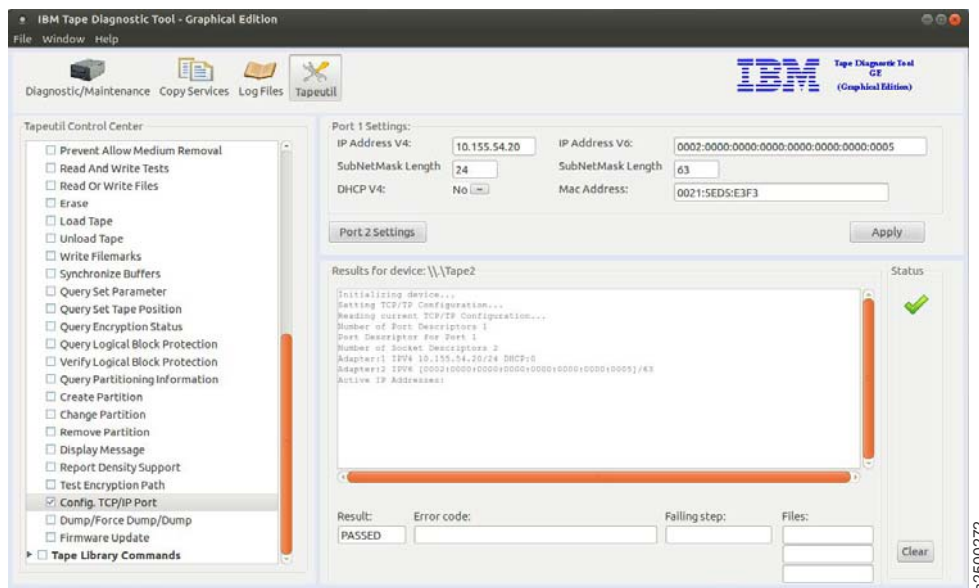 IBM Tape Diagnostic Tool - Graphical Edition
File Window Help
Diagnostic/Maintenance Copy Services Log Files Tapeutil
IBM
Tape Diagnostic Tool
GE
(Graphical Edition)
Tapeutil Control Center
Prevent Allow Medium Removal
Read And Write Tests
Read Or Write Files
Erase
Load Tape
Unload Tape
Write Filemarks
Synchronize Buffers
Query Set Parameter
Query Set Tape Position
Query Encryption Status
Query Logical Block Protection
Verify Logical Block Protection
Query Partitioning Information
Create Partition
Change Partition
Remove Partition
Display Message
Report Density Support
Test Encryption Path
Config. TCP/IP Port
Dump/Force Dump/Dump
Firmware Update
Tape Library Commands
Port 1 Settings:
IP Address V4: 10.155.54.20 IP Address V6: 0002:0000:0000:0000:0000:0000:0000:0005
SubNetMask Length 24 SubNetMask Length 63
DHCP V4: No Mac Address: 0021:5ED5:E3F3
Port 2 Settings Apply
Results for device: \\.\Tape2
Initializing device...
Setting TCP/IP Configuration...
Reading current TCP/IP Configuration...
Number of Port Descriptors 1
Port Descriptor for Port 1
Number of Socket Descriptors 2
Adapter:1 IPV4 10.155.54.20/24 DHCP:0
Adapter:2 IPV6 [0002:0000:0000:0000:0000:0000:0000:0005]/63
Active IP Addresses:
Status
Result: Error code: Failing step: Files:
PASSED
Clear